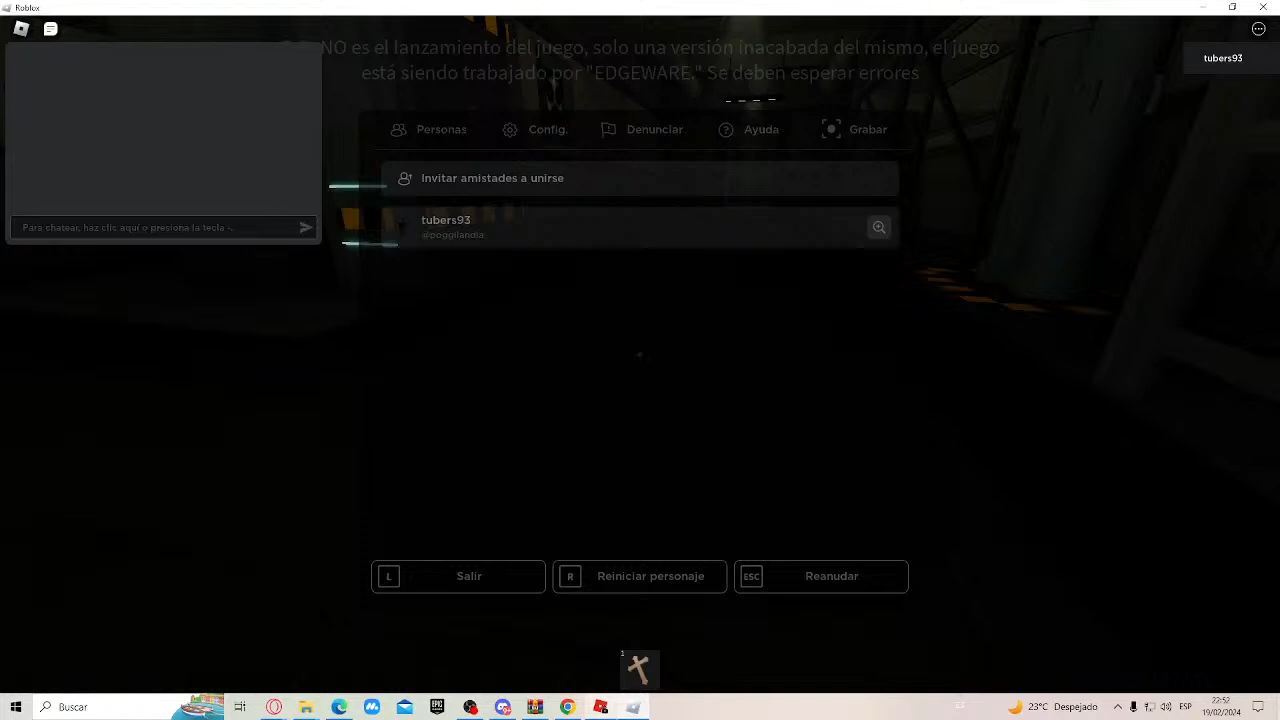 Roblox
NO es el lanzamiento del juego, solo una versión inacabada del mismo, el juego
está siendo trabajado por "EDGEWARE." Se deben esperar errores
tubers93
Personas
Config.
Denunciar
Ayuda
Grabar
Invitar amistades a unirse
tubers93
@poggilandia
Para chatear, haz clic aquí o presiona la tecla -.
L
Salir
R
Reiniciar personaje
ESC
Reanudar
1
Buscar
EPIC
23°C Despejado
ESP
22:52
19/02/2024